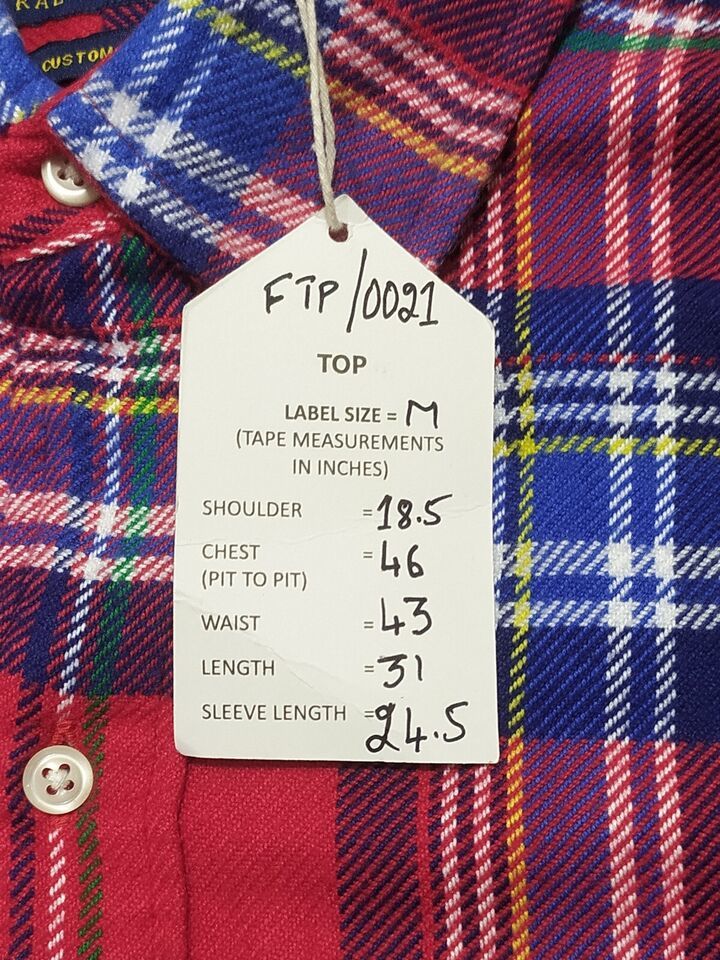 CUSTOM
FTP/0021
TOP
LABEL SIZE = M
(TAPE MEASUREMENTS
IN INCHES)
SHOULDER =18.5
CHEST =46
(PIT TO PIT)
WAIST =43
LENGTH =31
SLEEVE LENGTH =24.5